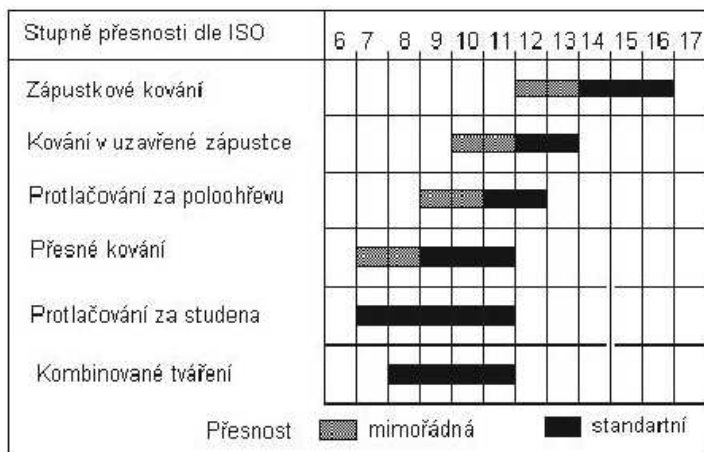 Stupně přesnosti dle ISO 6 7 8 9 10 11 12 13 14 15 16 17
Zápustkové kování
Kování v uzavřené zápustce
Protlačování za poloohřevu
Přesné kování
Protlačování za studena
Kombinované tváření
Přesnost mimořádná standartní